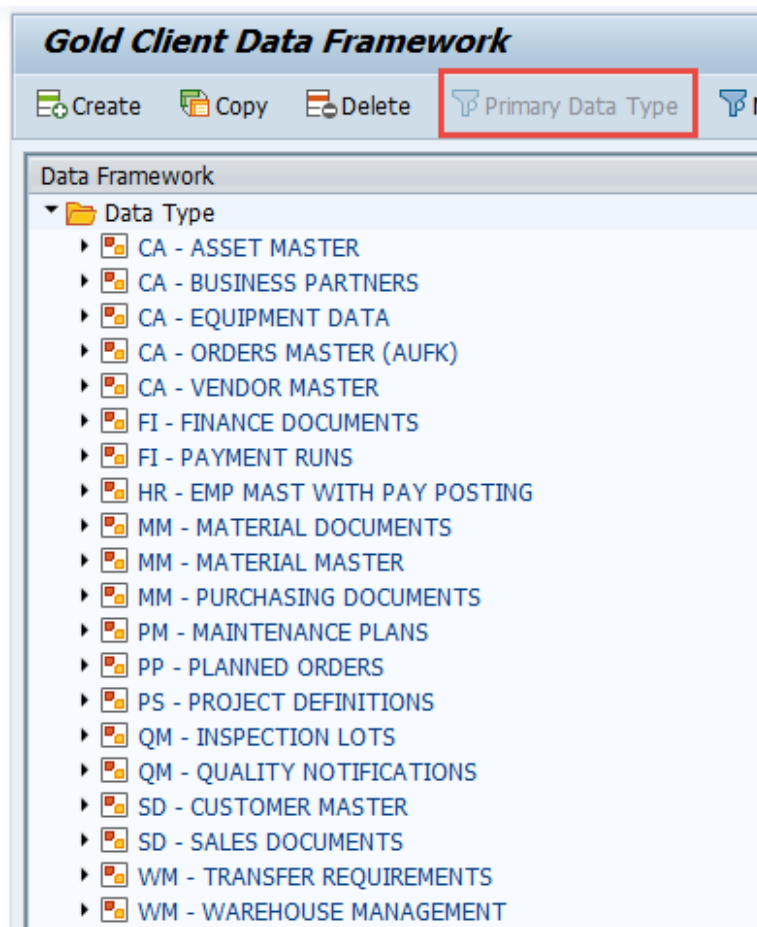 Gold Client Data Framework
Create Copy Delete Primary Data Type
Data Framework
Data Type
CA - ASSET MASTER
CA - BUSINESS PARTNERS
CA - EQUIPMENT DATA
CA - ORDERS MASTER (AUFK)
CA - VENDOR MASTER
FI - FINANCE DOCUMENTS
FI - PAYMENT RUNS
HR - EMP MAST WITH PAY POSTING
MM - MATERIAL DOCUMENTS
MM - MATERIAL MASTER
MM - PURCHASING DOCUMENTS
PM - MAINTENANCE PLANS
PP - PLANNED ORDERS
PS - PROJECT DEFINITIONS
QM - INSPECTION LOTS
QM - QUALITY NOTIFICATIONS
SD - CUSTOMER MASTER
SD - SALES DOCUMENTS
WM - TRANSFER REQUIREMENTS
WM - WAREHOUSE MANAGEMENT